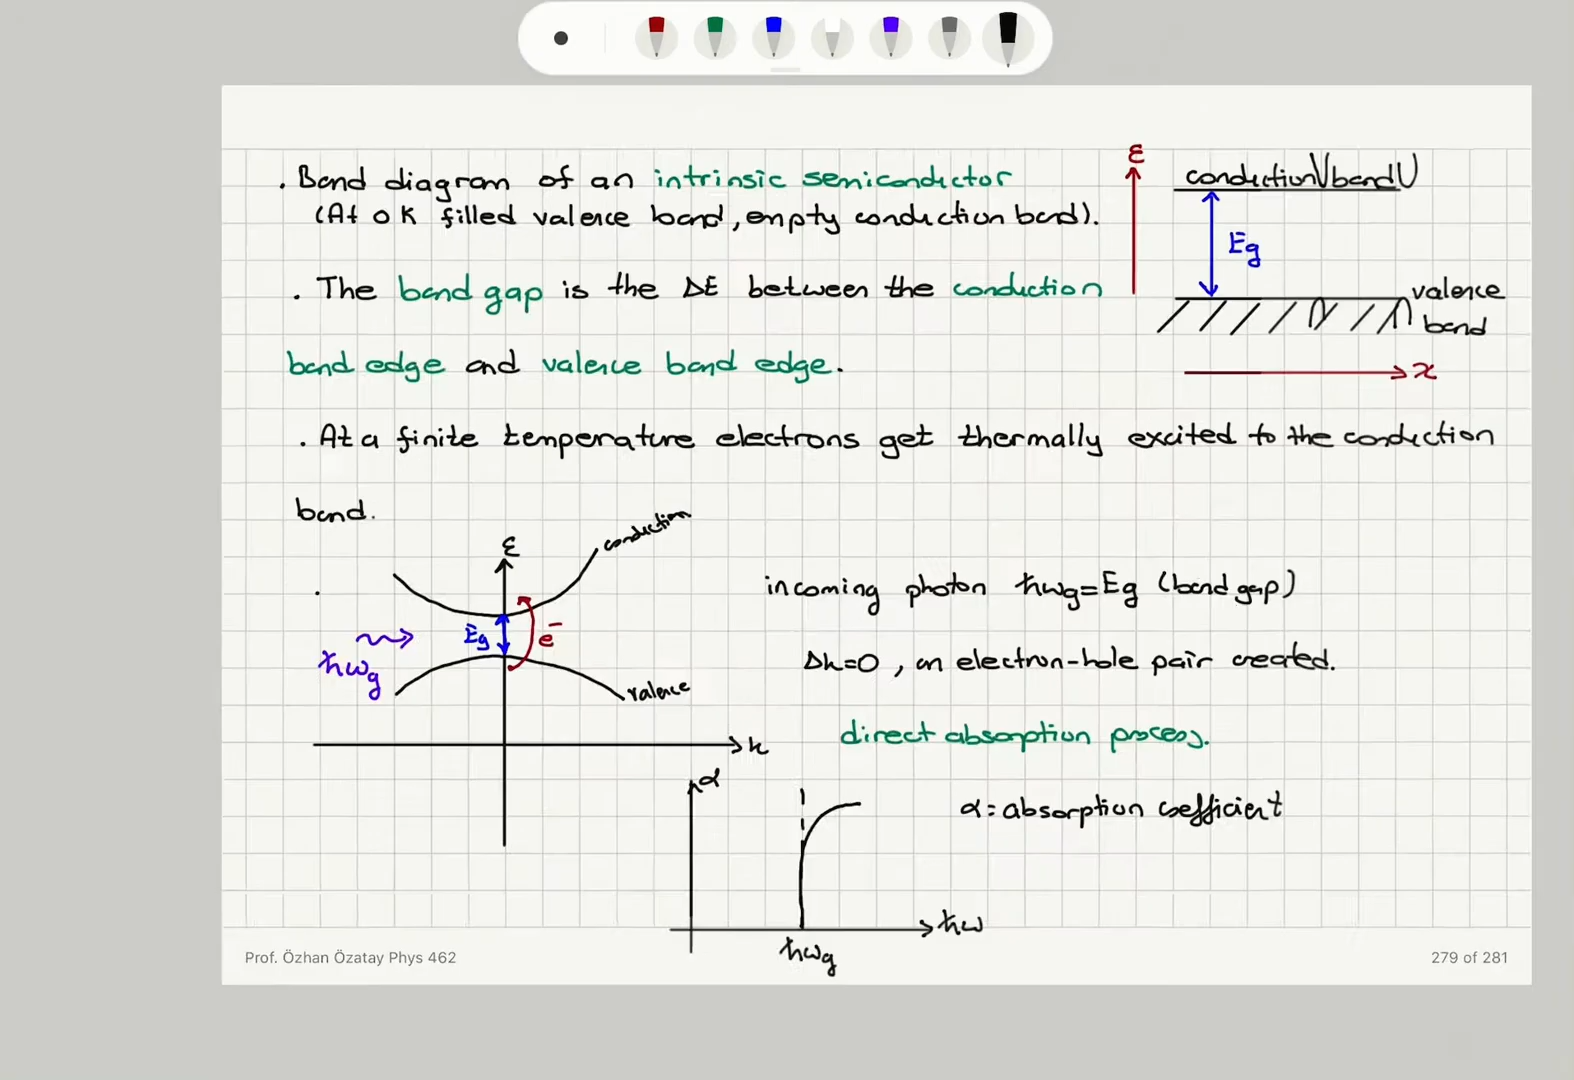 . Band diagram of an intrinsic semiconductor
(At 0 K filled valence band, empty conduction band).
ε
conduction band
Eg
valence
band
x
. The band gap is the ΔE between the conduction
band edge and valence band edge.
. At a finite temperature electrons get thermally excited to the conduction
band.
.
ε
conduction
Eg
e⁻
ħωg
valence
k
incoming photon ħωg=Eg (band gap)
Δk=0, an electron-hole pair created.
direct absorption process.
α
α: absorption coefficient
ħω
ħωg
Prof. Özhan Özatay Phys 462
279 of 281